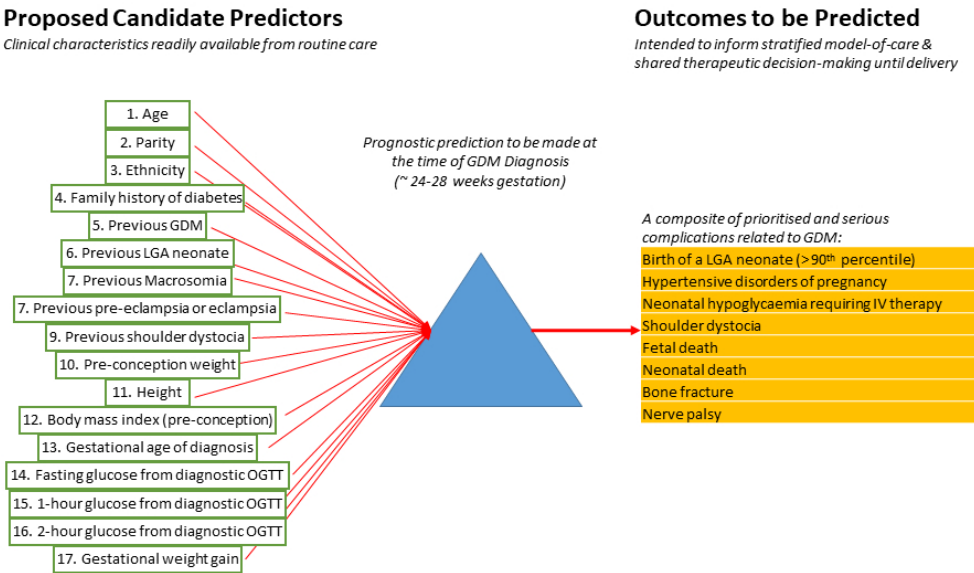 Proposed Candidate Predictors
Clinical characteristics readily available from routine care
1. Age
2. Parity
3. Ethnicity
4. Family history of diabetes
5. Previous GDM
6. Previous LGA neonate
7. Previous Macrosomia
7. Previous pre-eclampsia or eclampsia
9. Previous shoulder dystocia
10. Pre-conception weight
11. Height
12. Body mass index (pre-conception)
13. Gestational age of diagnosis
14. Fasting glucose from diagnostic OGTT
15. 1-hour glucose from diagnostic OGTT
16. 2-hour glucose from diagnostic OGTT
17. Gestational weight gain
Prognostic prediction to be made at
the time of GDM Diagnosis
(~ 24-28 weeks gestation)
Outcomes to be Predicted
Intended to inform stratified model-of-care &
shared therapeutic decision-making until delivery
A composite of prioritised and serious
complications related to GDM:
Birth of a LGA neonate (>90th percentile)
Hypertensive disorders of pregnancy
Neonatal hypoglycaemia requiring IV therapy
Shoulder dystocia
Fetal death
Neonatal death
Bone fracture
Nerve palsy